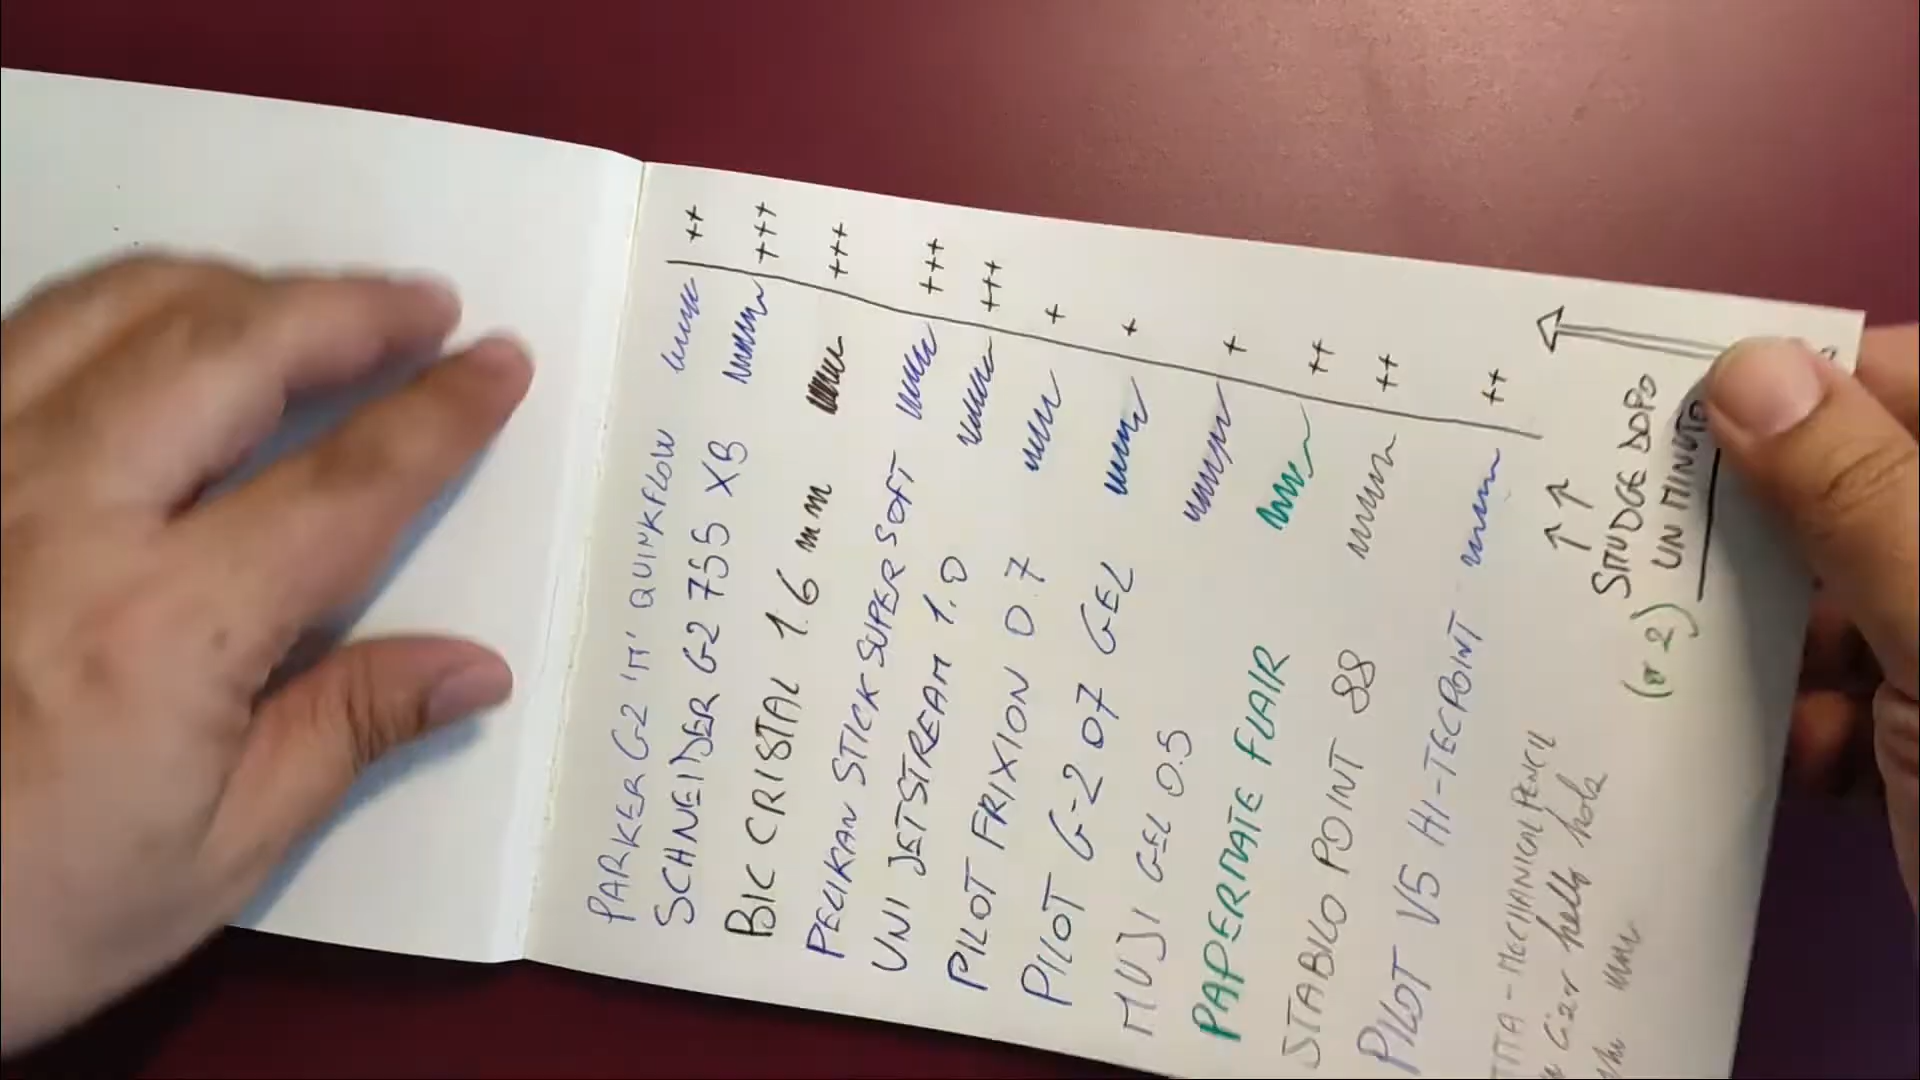 PARKER G2 'M' QUINKFLOW ++
SCHNEIDER G2 755 XB +++
BIC CRISTAL 1.6 mm +++
PELIKAN STICK SUPER SOFT +++
UNI JETSTREAM 1.0 +++
PILOT FRIXION 0.7 +
PILOT G-2 07 GEL +
MUJI GEL 0.5 +
PAPERMATE FLAIR ++
STABILO POINT 88 ++
PILOT V5 HI-TECPOINT ++
↑↑
SMUDGE DOPO
UN MINUTO
(o 2)
MECHANICAL PENCIL
hello